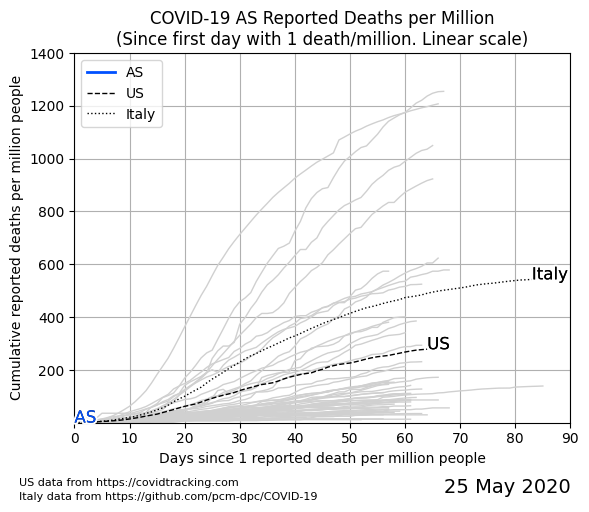 COVID-19 AS Reported Deaths per Million
(Since first day with 1 death/million. Linear scale)
Cumulative reported deaths per million people
1400
1200
1000
800
600
400
200
AS
US
Italy
Italy
US
AS
0 10 20 30 40 50 60 70 80 90
Days since 1 reported death per million people
US data from https://covidtracking.com
Italy data from https://github.com/pcm-dpc/COVID-19
25 May 2020